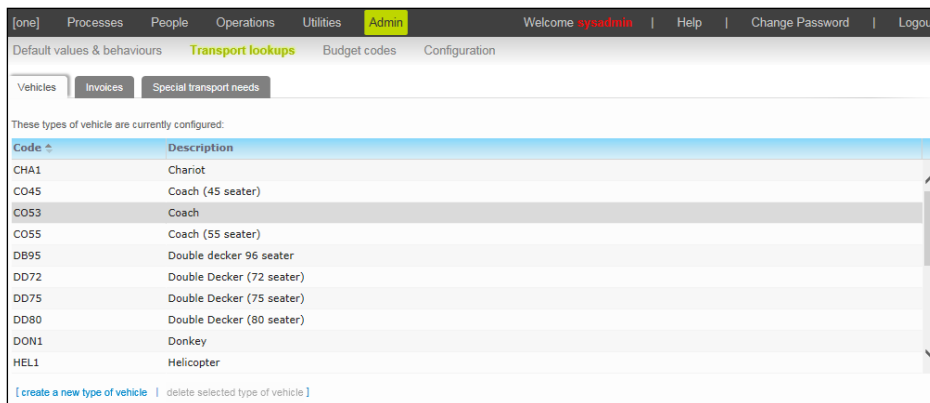 [one] Processes People Operations Utilities Admin Welcome sysadmin | Help | Change Password | Logou
Default values & behaviours Transport lookups Budget codes Configuration
Vehicles Invoices Special transport needs
These types of vehicle are currently configured:
Code Description
CHA1 Chariot
CO45 Coach (45 seater)
CO53 Coach
CO55 Coach (55 seater)
DB95 Double decker 96 seater
DD72 Double Decker (72 seater)
DD75 Double Decker (75 seater)
DD80 Double Decker (80 seater)
DON1 Donkey
HEL1 Helicopter
[ create a new type of vehicle | delete selected type of vehicle ]